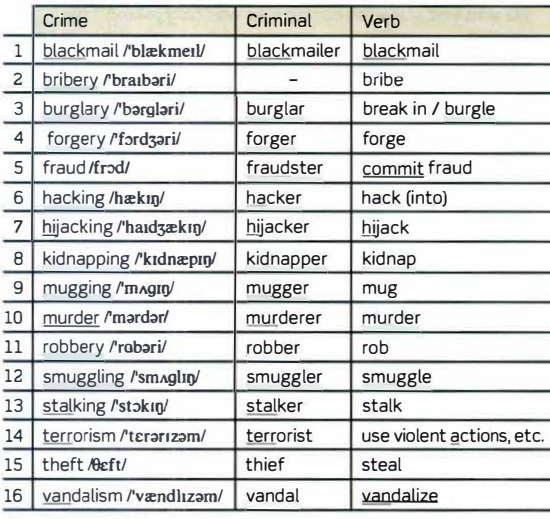 Crime Criminal Verb
1 blackmail /ˈblækmeɪl/ blackmailer blackmail
2 bribery /ˈbraɪbəri/ – bribe
3 burglary /ˈbərgləri/ burglar break in / burgle
4 forgery /ˈfɔrdʒəri/ forger forge
5 fraud /frɔd/ fraudster commit fraud
6 hacking /hækɪŋ/ hacker hack (into)
7 hijacking /ˈhaɪdʒækɪŋ/ hijacker hijack
8 kidnapping /ˈkɪdnæpɪŋ/ kidnapper kidnap
9 mugging /ˈmʌgɪŋ/ mugger mug
10 murder /ˈmərdər/ murderer murder
11 robbery /ˈrɑbəri/ robber rob
12 smuggling /ˈsmʌglɪŋ/ smuggler smuggle
13 stalking /ˈstɔkɪŋ/ stalker stalk
14 terrorism /ˈtɛrərɪzəm/ terrorist use violent actions, etc.
15 theft /θɛft/ thief steal
16 vandalism /ˈvændlɪzəm/ vandal vandalize